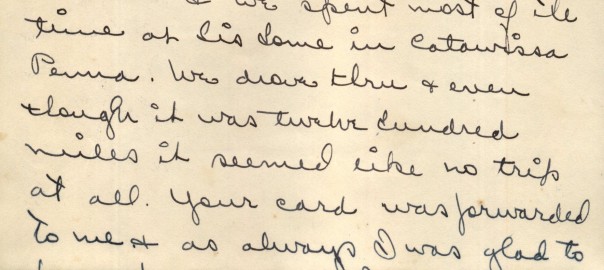 & we spent most of the
time at his home in Catawissa
Penna. We drove thru & even
though it was twelve hundred
miles it seemed like no trip
at all. Your card was forwarded
to me & as always I was glad to